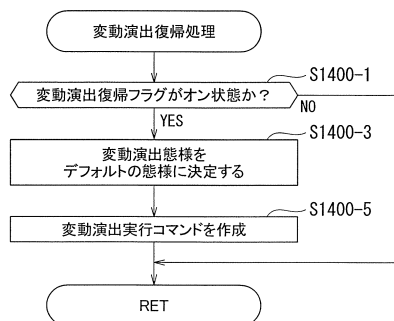 変動演出復帰処理
S1400-1
変動演出復帰フラグがオン状態か？
NO
YES
S1400-3
変動演出態様を
デフォルトの態様に決定する
S1400-5
変動演出実行コマンドを作成
RET